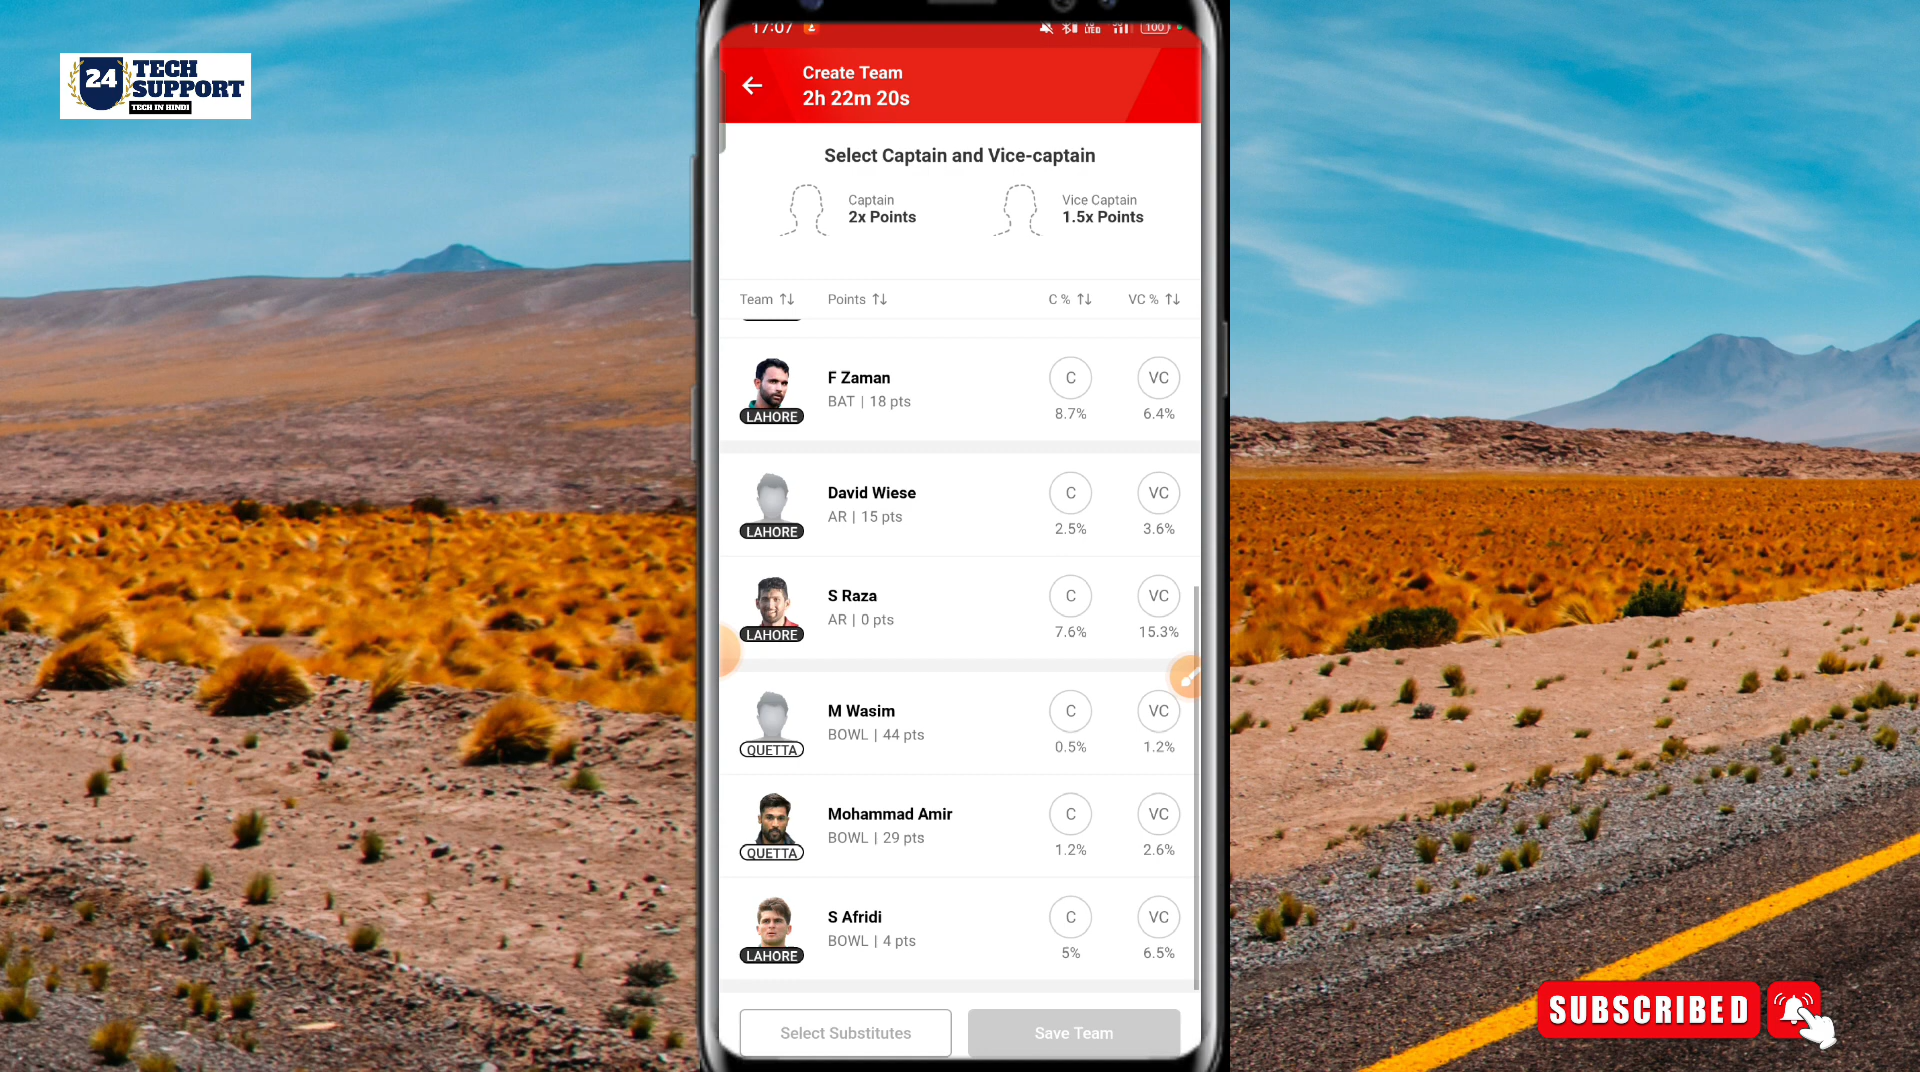 24 TECH
SUPPORT
TECH IN HINDI
17:07
100
Create Team
2h 22m 20s
Select Captain and Vice-captain
Captain
2x Points
Vice Captain
1.5x Points
Team Points C % VC %
F Zaman C VC
BAT | 18 pts
LAHORE 8.7% 6.4%
David Wiese C VC
AR | 15 pts
LAHORE 2.5% 3.6%
S Raza C VC
AR | 0 pts
LAHORE 7.6% 15.3%
M Wasim C VC
BOWL | 44 pts
QUETTA 0.5% 1.2%
Mohammad Amir C VC
BOWL | 29 pts
QUETTA 1.2% 2.6%
S Afridi C VC
BOWL | 4 pts
LAHORE 5% 6.5%
Select Substitutes Save Team
SUBSCRIBED